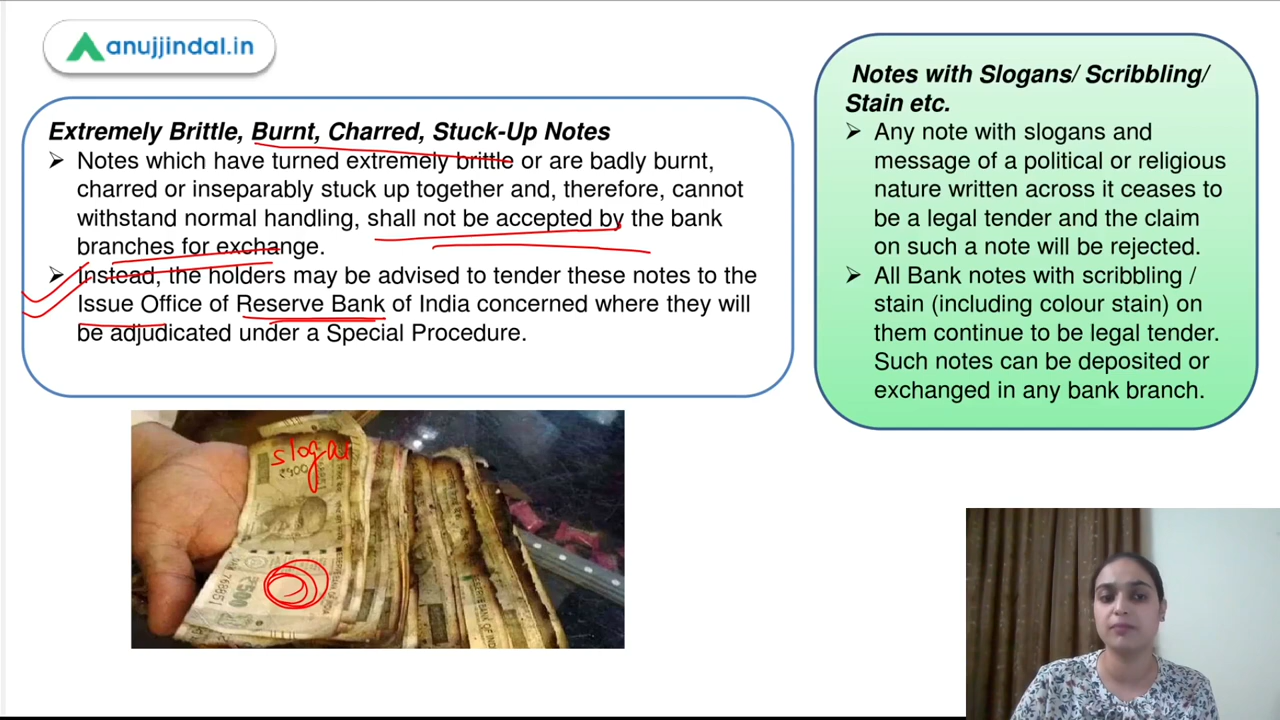 anujjindal.in
Extremely Brittle, Burnt, Charred, Stuck-Up Notes
➢ Notes which have turned extremely brittle or are badly burnt,
charred or inseparably stuck up together and, therefore, cannot
withstand normal handling, shall not be accepted by the bank
branches for exchange.
➢ Instead, the holders may be advised to tender these notes to the
Issue Office of Reserve Bank of India concerned where they will
be adjudicated under a Special Procedure.
Notes with Slogans/ Scribbling/
Stain etc.
➢ Any note with slogans and
message of a political or religious
nature written across it ceases to
be a legal tender and the claim
on such a note will be rejected.
➢ All Bank notes with scribbling /
stain (including colour stain) on
them continue to be legal tender.
Such notes can be deposited or
exchanged in any bank branch.
slogan
₹500
768851
RESERVE BANK OF INDIA